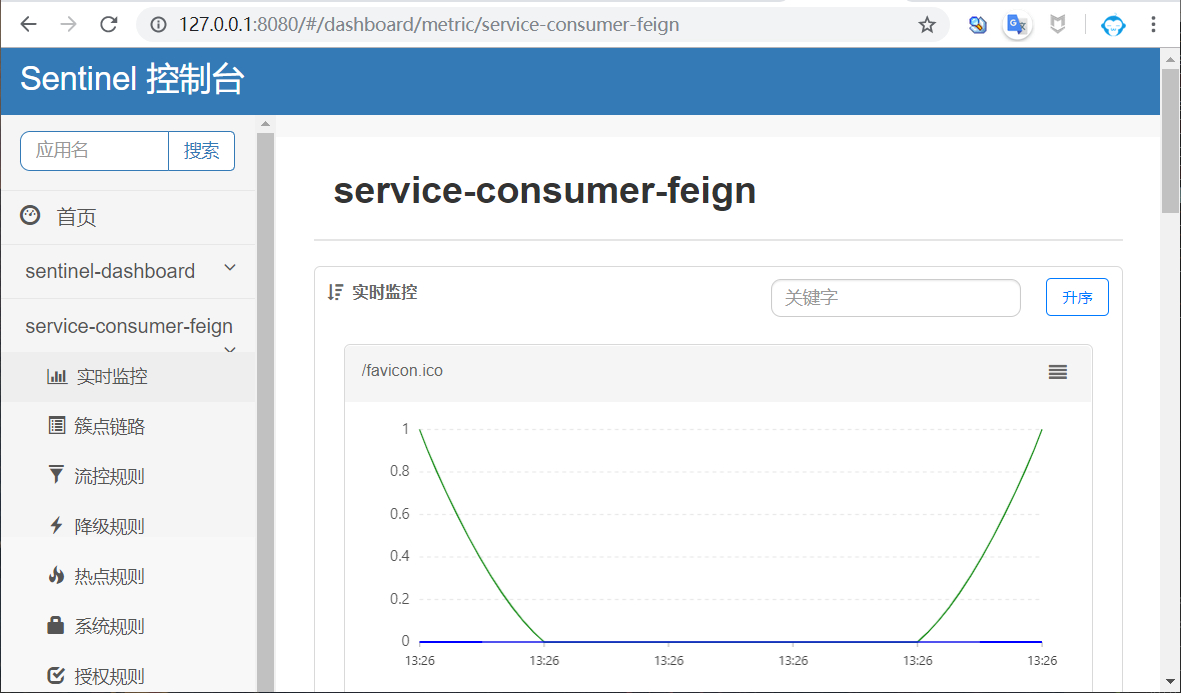 127.0.0.1:8080/#/dashboard/metric/service-consumer-feign
Sentinel 控制台
应用名 搜索
首页
sentinel-dashboard
service-consumer-feign
实时监控
簇点链路
流控规则
降级规则
热点规则
系统规则
授权规则
service-consumer-feign
实时监控 关键字 升序
/favicon.ico
1
0.8
0.6
0.4
0.2
0
13:26 13:26 13:26 13:26 13:26 13:26